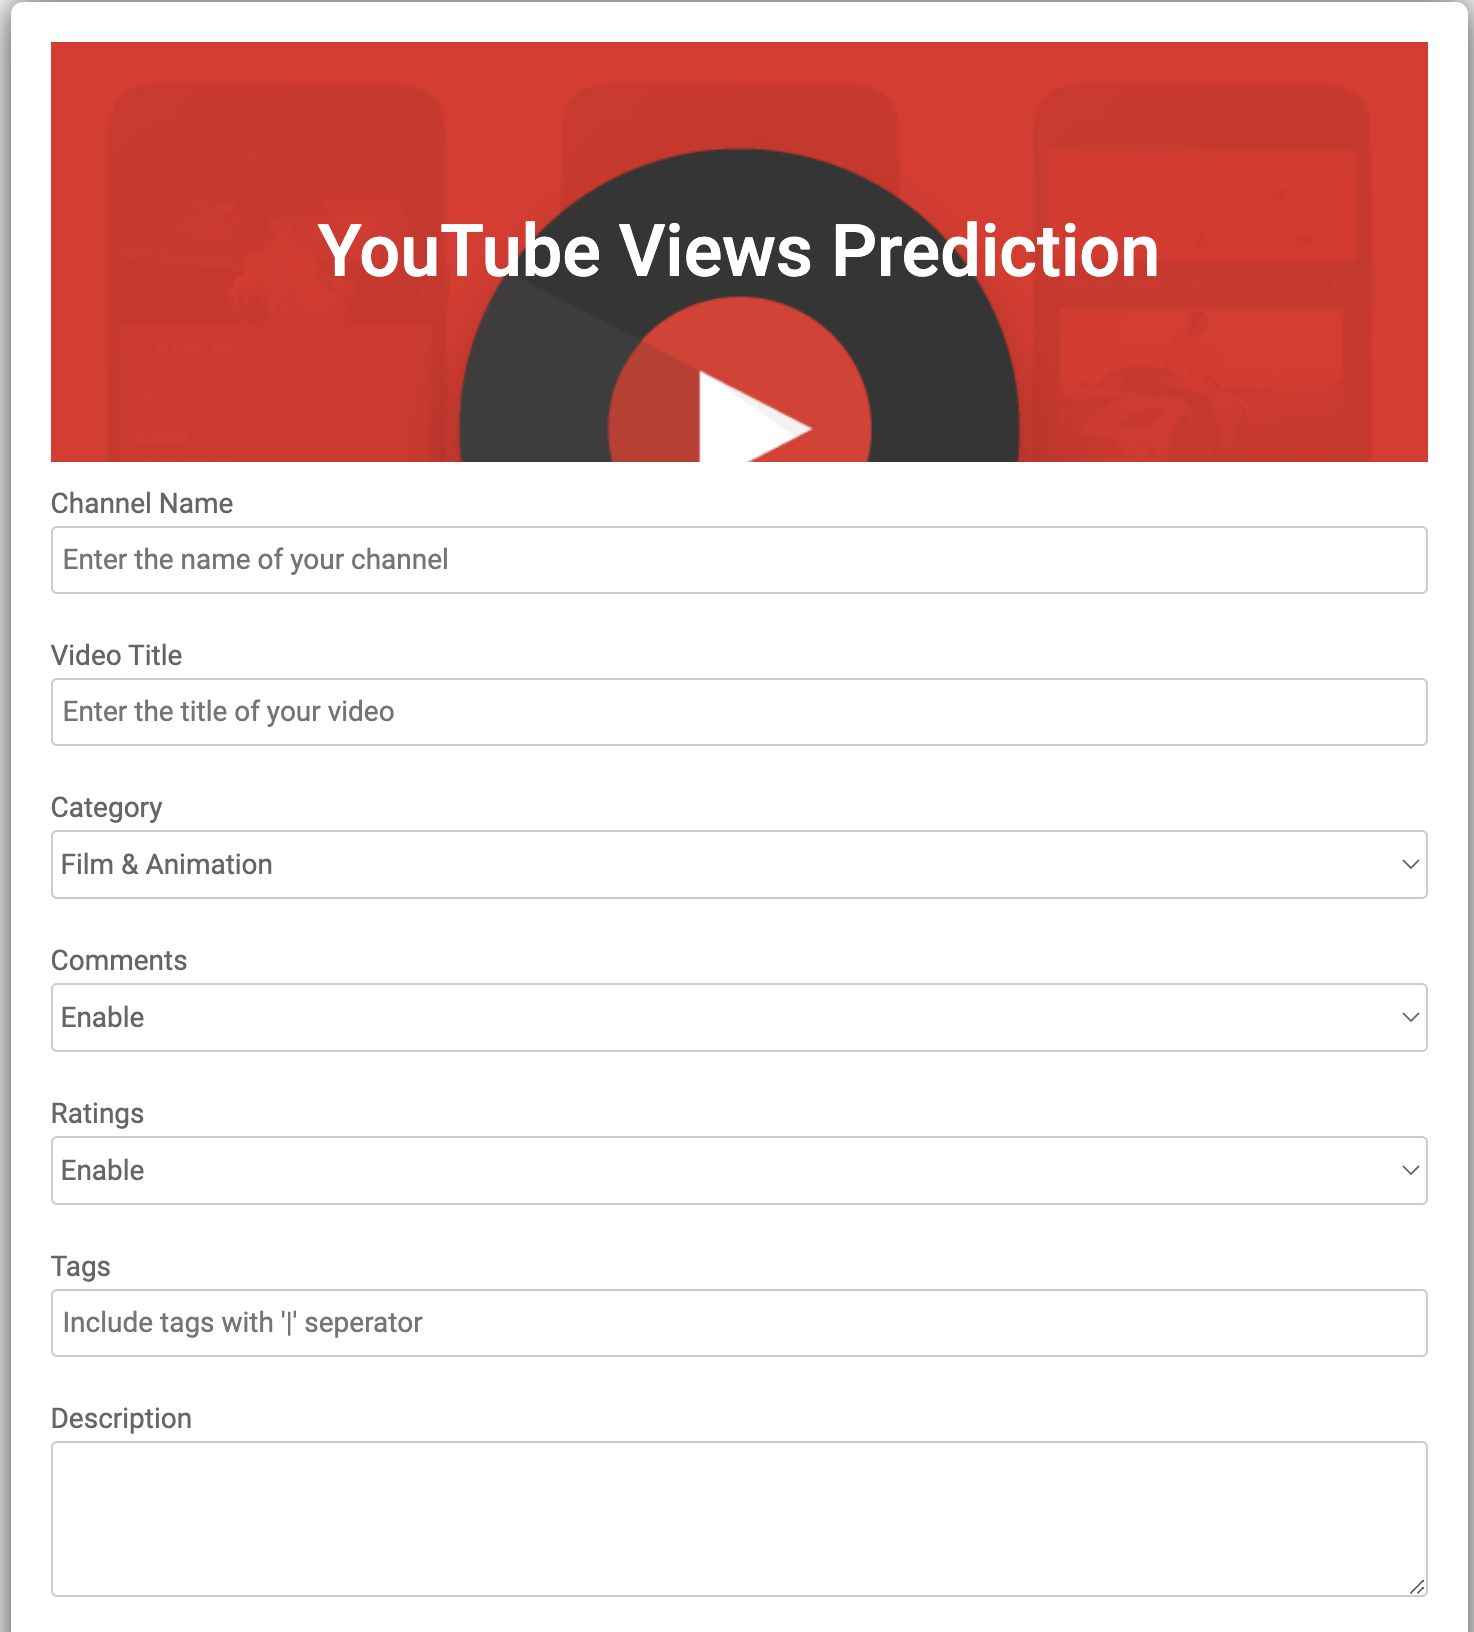 YouTube Views Prediction
Channel Name
Enter the name of your channel
Video Title
Enter the title of your video
Category
Film & Animation
Comments
Enable
Ratings
Enable
Tags
Include tags with '|' seperator
Description